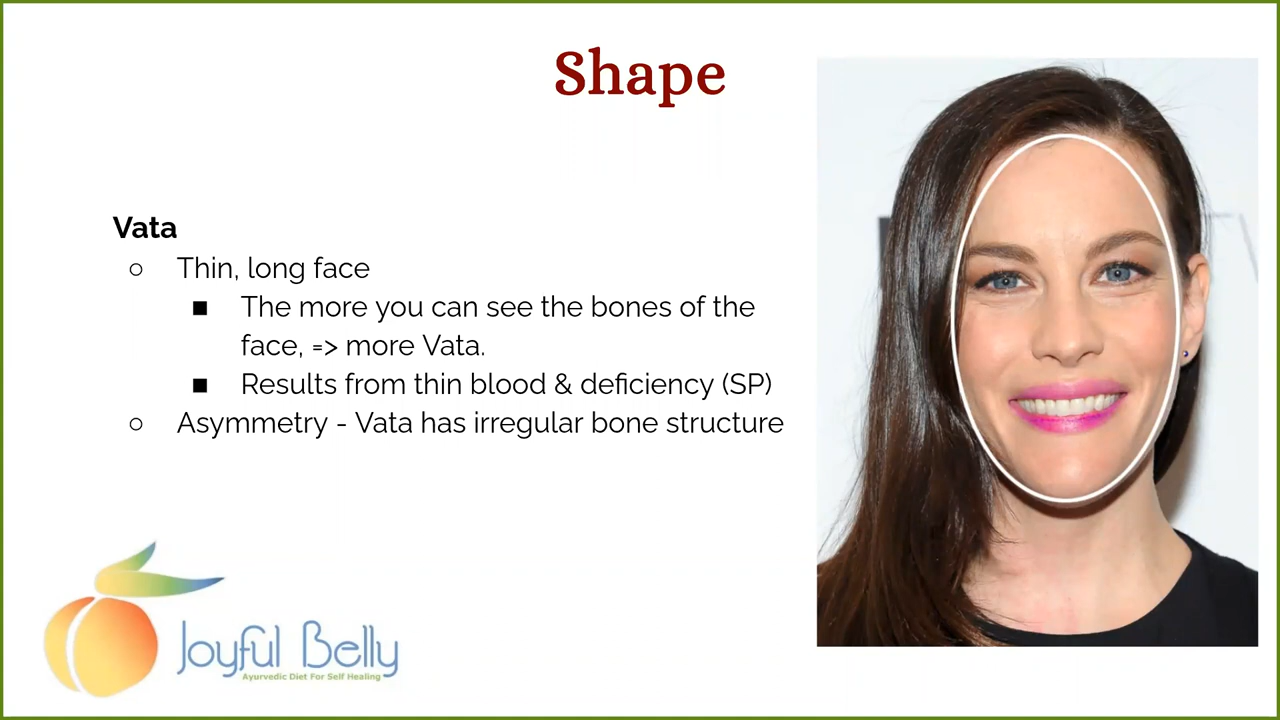 Shape
Vata
○ Thin, long face
■ The more you can see the bones of the
face, => more Vata.
■ Results from thin blood & deficiency (SP)
○ Asymmetry - Vata has irregular bone structure
Joyful Belly
Ayurvedic Diet For Self Healing